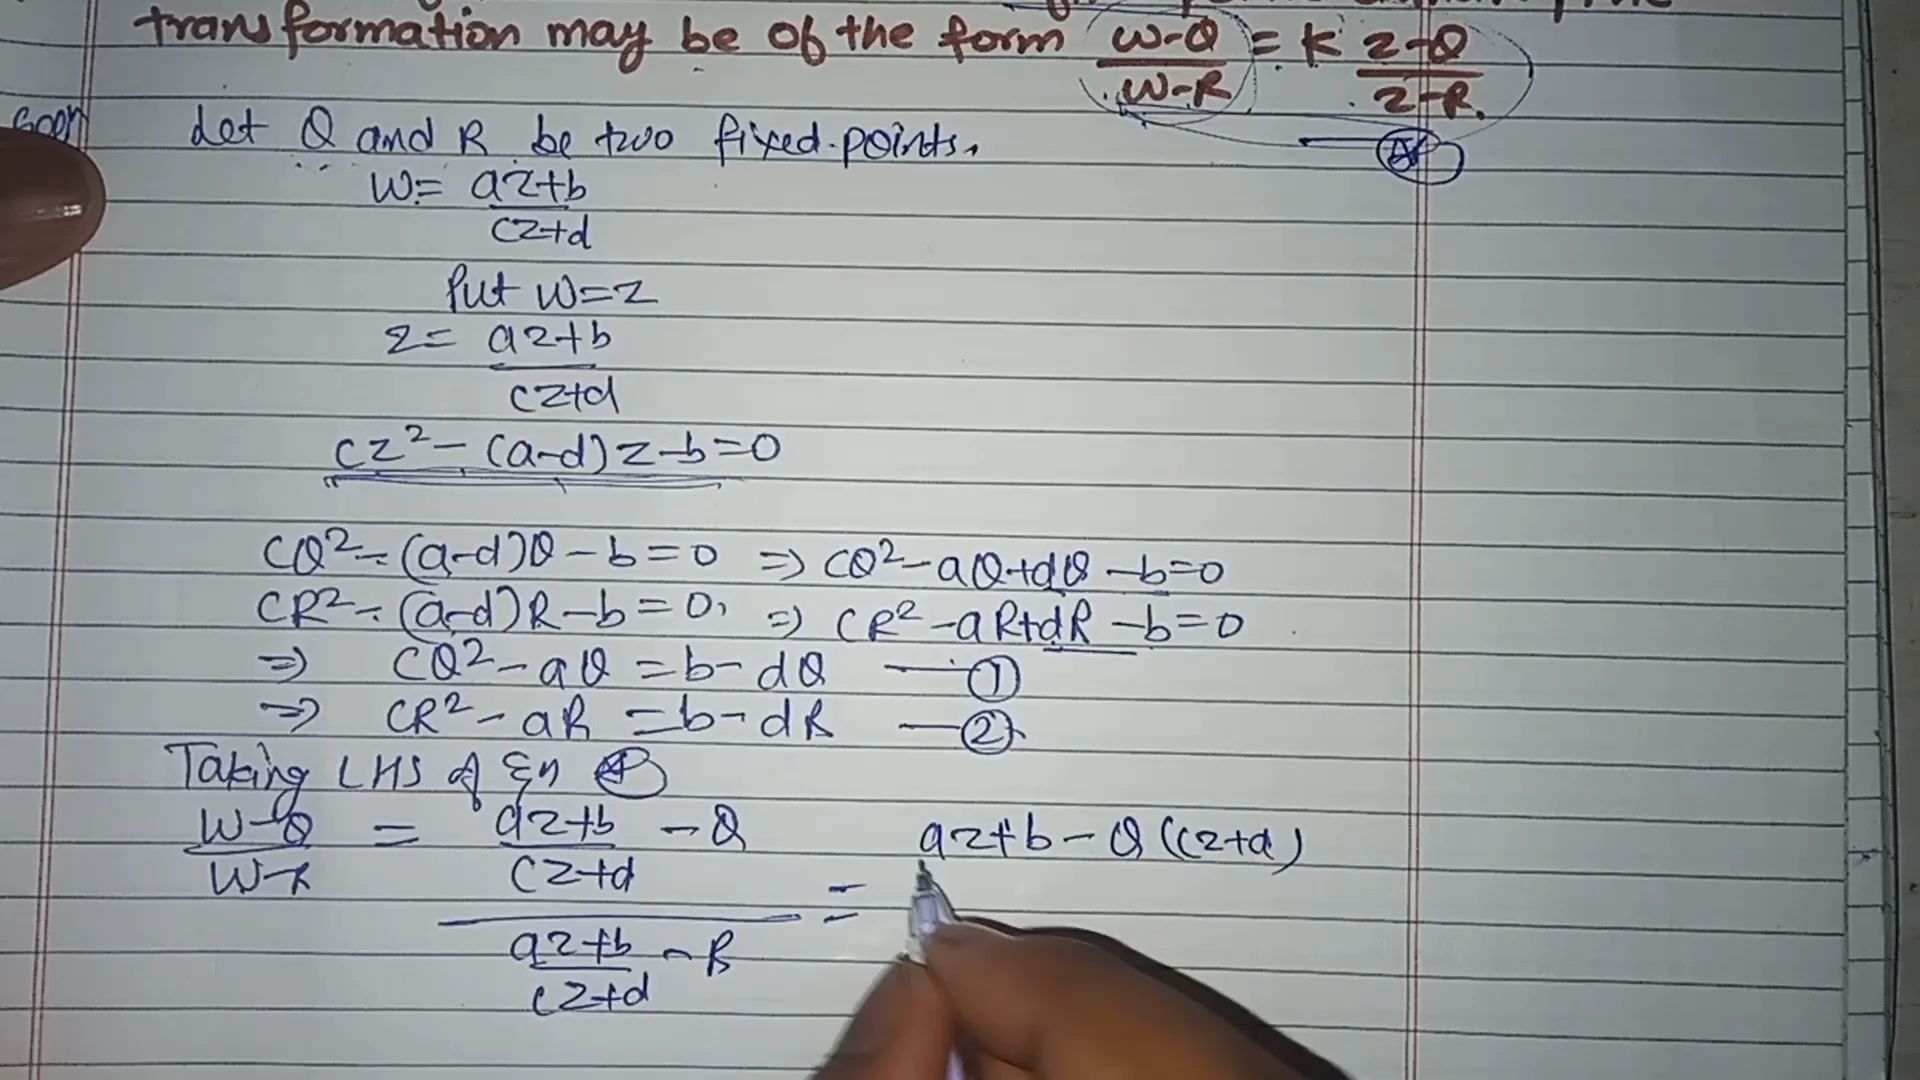 transformation may be of the form (w-Q)/(w-R) = K (z-Q)/(z-R).
Let Q and R be two fixed points.
w = (az+b)/(cz+d)
Put w=z
z = (az+b)/(cz+d)
cz²-(a-d)z-b=0
CQ²-(a-d)Q-b=0 ⇒ CQ²-aQ+dQ-b=0
CR²-(a-d)R-b=0, ⇒ CR²-aR+dR-b=0
⇒ CQ²-aQ = b-dQ —①
⇒ CR²-aR = b-dR —②
Taking LHS of Eqn
(w-Q)/(w-R) = ((az+b)/(cz+d) - Q)/((az+b)/(cz+d) - R) = az+b-Q(cz+d)